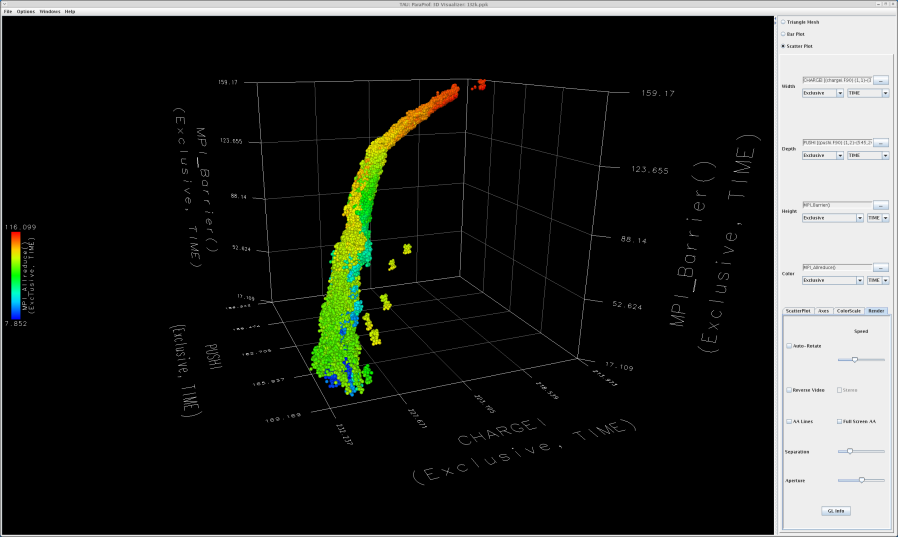 TAU: ParaProf: 3D Visualizer: 132k.ppk
File Options Windows Help
Triangle Mesh
Bar Plot
Scatter Plot
Width
...
Exclusive
TIME
Depth
...
Exclusive
TIME
Height
MPI_Barrier()
...
Exclusive
TIME
Color
MPI_Allreduce()
...
Exclusive
TIME
ScatterPlot Axes ColorScale Render
Speed
Auto-Rotate
Reverse Video
Stereo
AA Lines
Full Screen AA
Separation
Aperture
GL Info
159.17
123.655
88.14
52.624
17.109
MPI_Barrier()
(Exclusive, TIME)
159.17
123.655
88.14
52.624
17.109
MPI_Barrier()
(Exclusive, TIME)
116.099
MPI_Allreduce()
(Exclusive, TIME)
7.852
PUSHI
(Exclusive, TIME)
CHARGEI
(Exclusive, TIME)